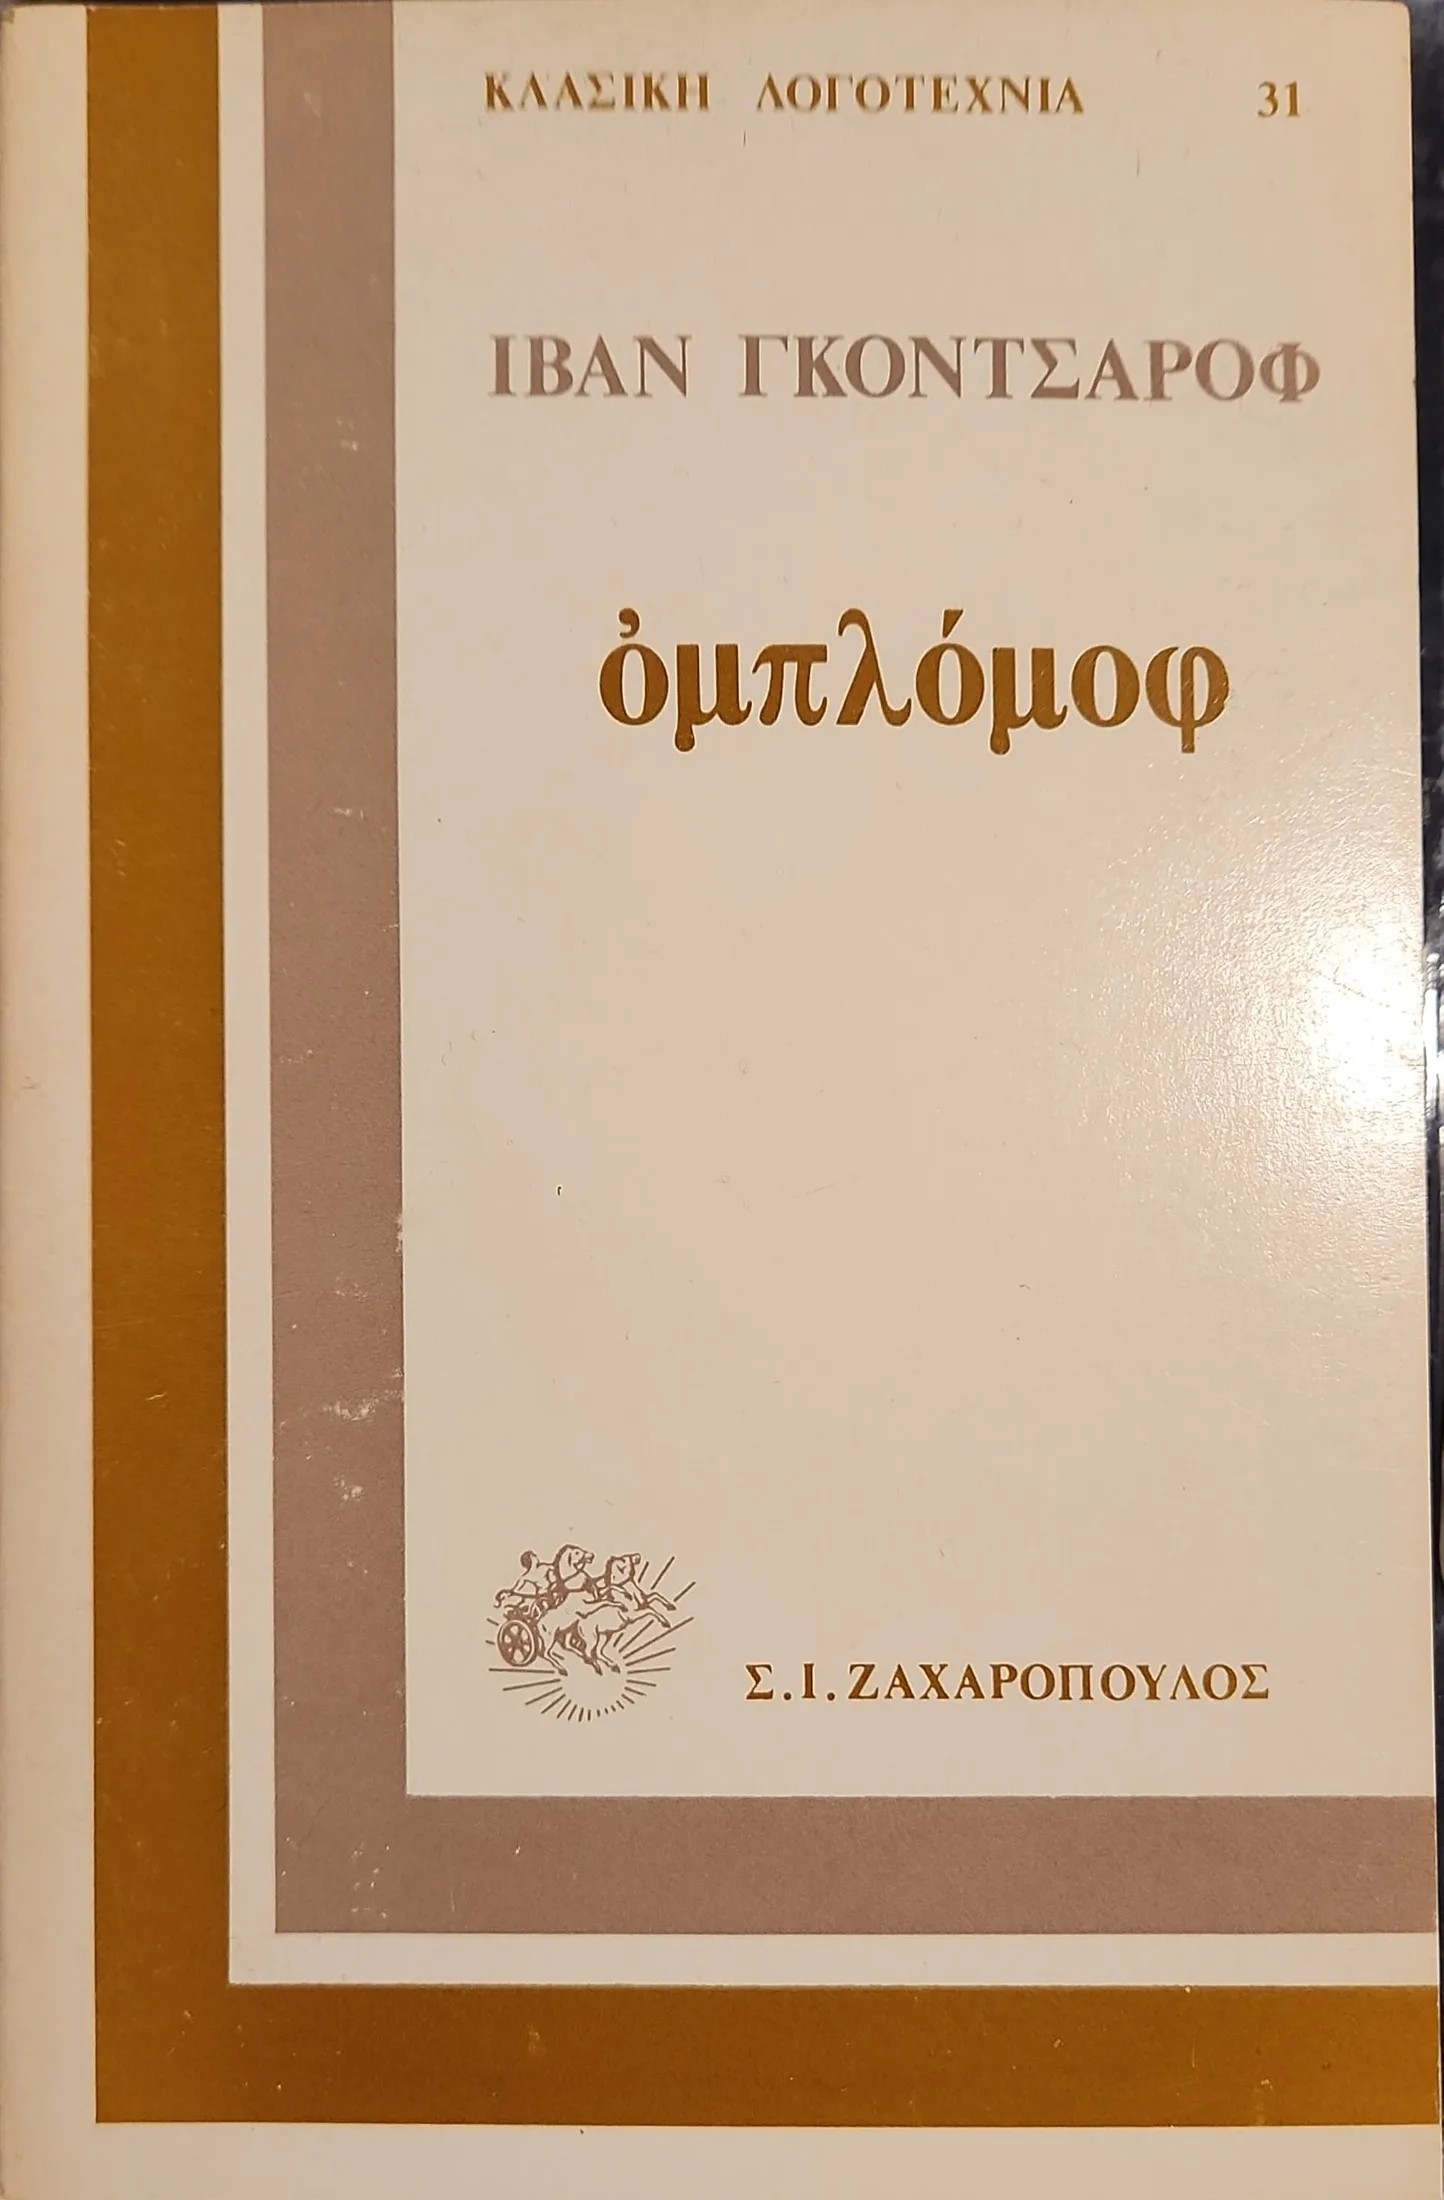 ΚΛΑΣΙΚΗ ΛΟΓΟΤΕΧΝΙΑ 31
ΙΒΑΝ ΓΚΟΝΤΣΑΡΟΦ
ὀμπλόμοφ
Σ.Ι.ΖΑΧΑΡΟΠΟΥΛΟΣ